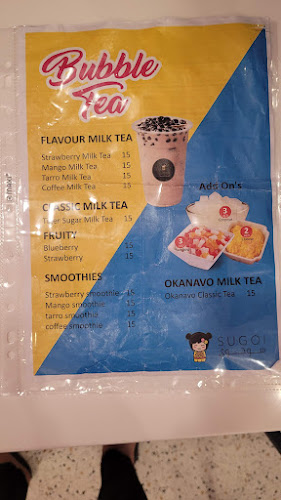 Bubble
Tea
FLAVOUR MILK TEA
Strawberry Milk Tea 15
Mango Milk Tea 15
Tarro Milk Tea 15
Coffee Milk Tea 15
Ads On's
3
3
2
CLASSIC MILK TEA
Tiger Sugar Milk Tea 15
FRUITY
Blueberry 15
Strawberry 15
SMOOTHIES
Strawberry smoothie 15
Mango smoothie 15
tarro smoothie 15
coffee smoothie 15
OKANAVO MILK TEA
Okanavo Classic Tea 15
SUGOI